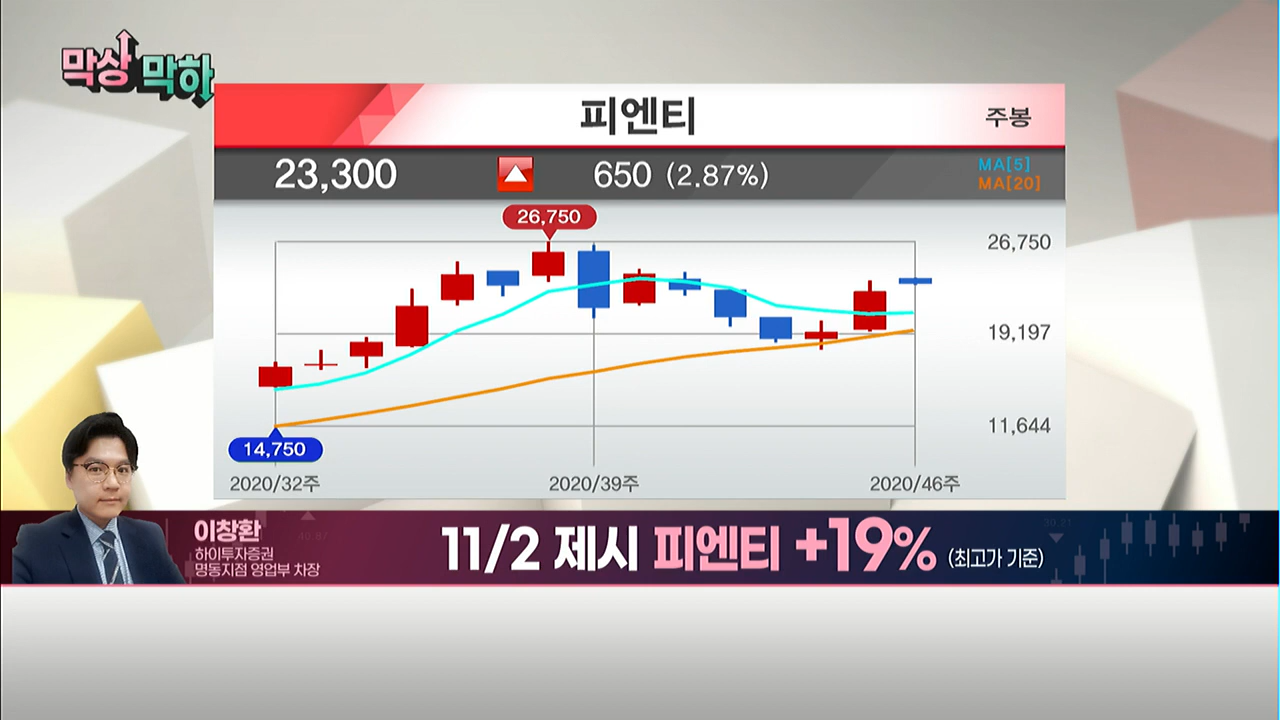 막상막하
피엔티
주봉
23,300 ▲ 650 (2.87%)
MA[5]
MA[20]
26,750
26,750
19,197
11,644
14,750
2020/32주 2020/39주 2020/46주
이창환
하이투자증권
명동지점 영업부 차장
11/2 제시 피엔티 +19% (최고가 기준)
30.21